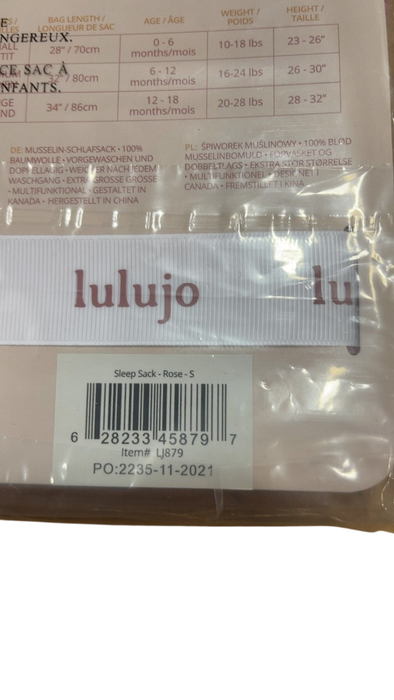 E
NGEREUX.
CE SAC À
NFANTS.
BAG LENGTH / AGE / ÂGE WEIGHT / HEIGHT /
LONGUEUR DE SAC POIDS TAILLE
28" / 70cm 0 - 6 10-18 lbs 23 - 26"
TIT months/mois
/ 80cm 6 - 12 16-24 lbs 26 - 30"
months/mois
34" / 86cm 12 - 18 20-28 lbs 28 - 32"
ND months/mois
DE: MUSSELIN-SCHLAFSACK • 100%
BAUMWOLLE • VORGEWASCHEN UND
DOPPELLAGIG • WEICHER NACH JEDEM
WASCHGANG • EXTRA GROSSE GRÖSSE
• MULTIFUNKTIONAL • GESTALTET IN
KANADA • HERGESTELLT IN CHINA
PL: ŚPIWOREK MUŚLINOWY • 100% BLØD
MUSSELINBOMULD • FORVASKET OG
DOBBELTLAGS • EKSTRA STOR STØRRELSE
• MULTIFUNKTIONEL • DESIGNET I
CANADA • FREMSTILLET I KINA
lulujo lu
Sleep Sack - Rose - S
6 28233 45879 7
Item# LJ879
PO:2235-11-2021